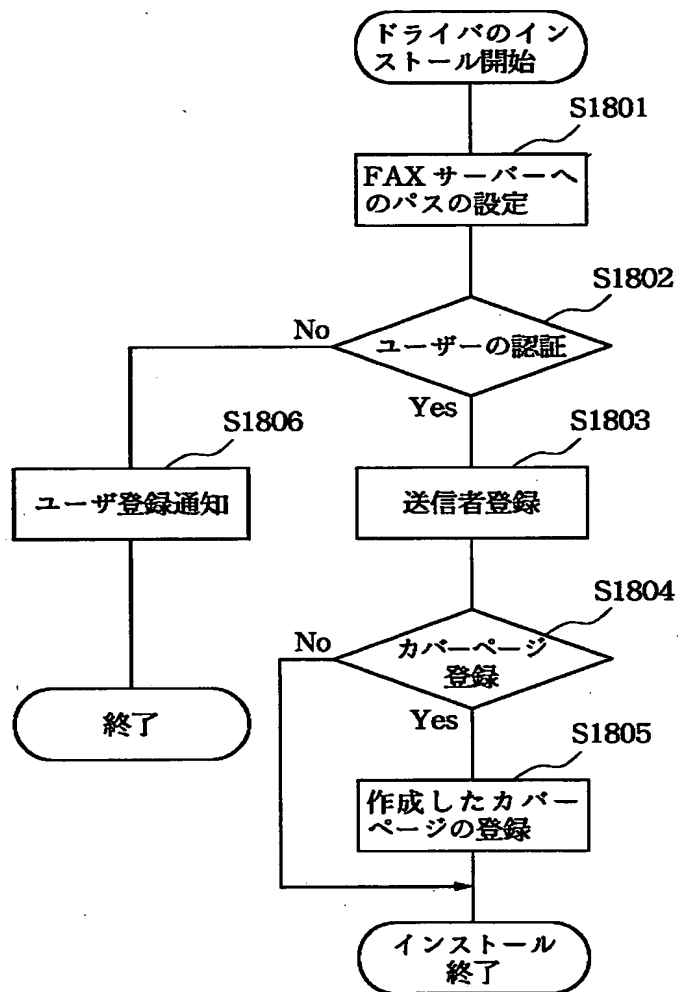 ドライバのイン
ストール開始
S1801
FAX サーバーへ
のパスの設定
S1802
No
ユーザーの認証
Yes
S1806
S1803
ユーザ登録通知
送信者登録
S1804
No
カバーページ
登録
Yes
終了
S1805
作成したカバー
ページの登録
インストール
終了